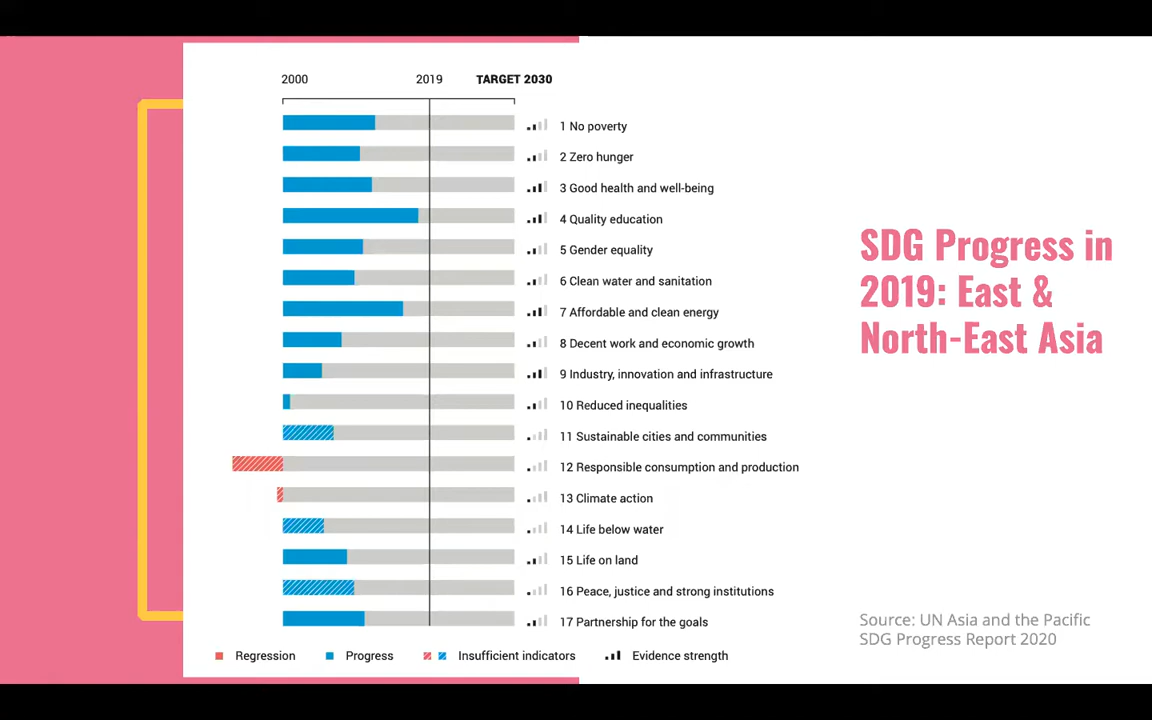 2000 2019 TARGET 2030
1 No poverty
2 Zero hunger
3 Good health and well-being
4 Quality education
5 Gender equality
6 Clean water and sanitation
7 Affordable and clean energy
8 Decent work and economic growth
9 Industry, innovation and infrastructure
10 Reduced inequalities
11 Sustainable cities and communities
12 Responsible consumption and production
13 Climate action
14 Life below water
15 Life on land
16 Peace, justice and strong institutions
17 Partnership for the goals
Regression Progress Insufficient indicators Evidence strength
SDG Progress in
2019: East &
North-East Asia
Source: UN Asia and the Pacific
SDG Progress Report 2020